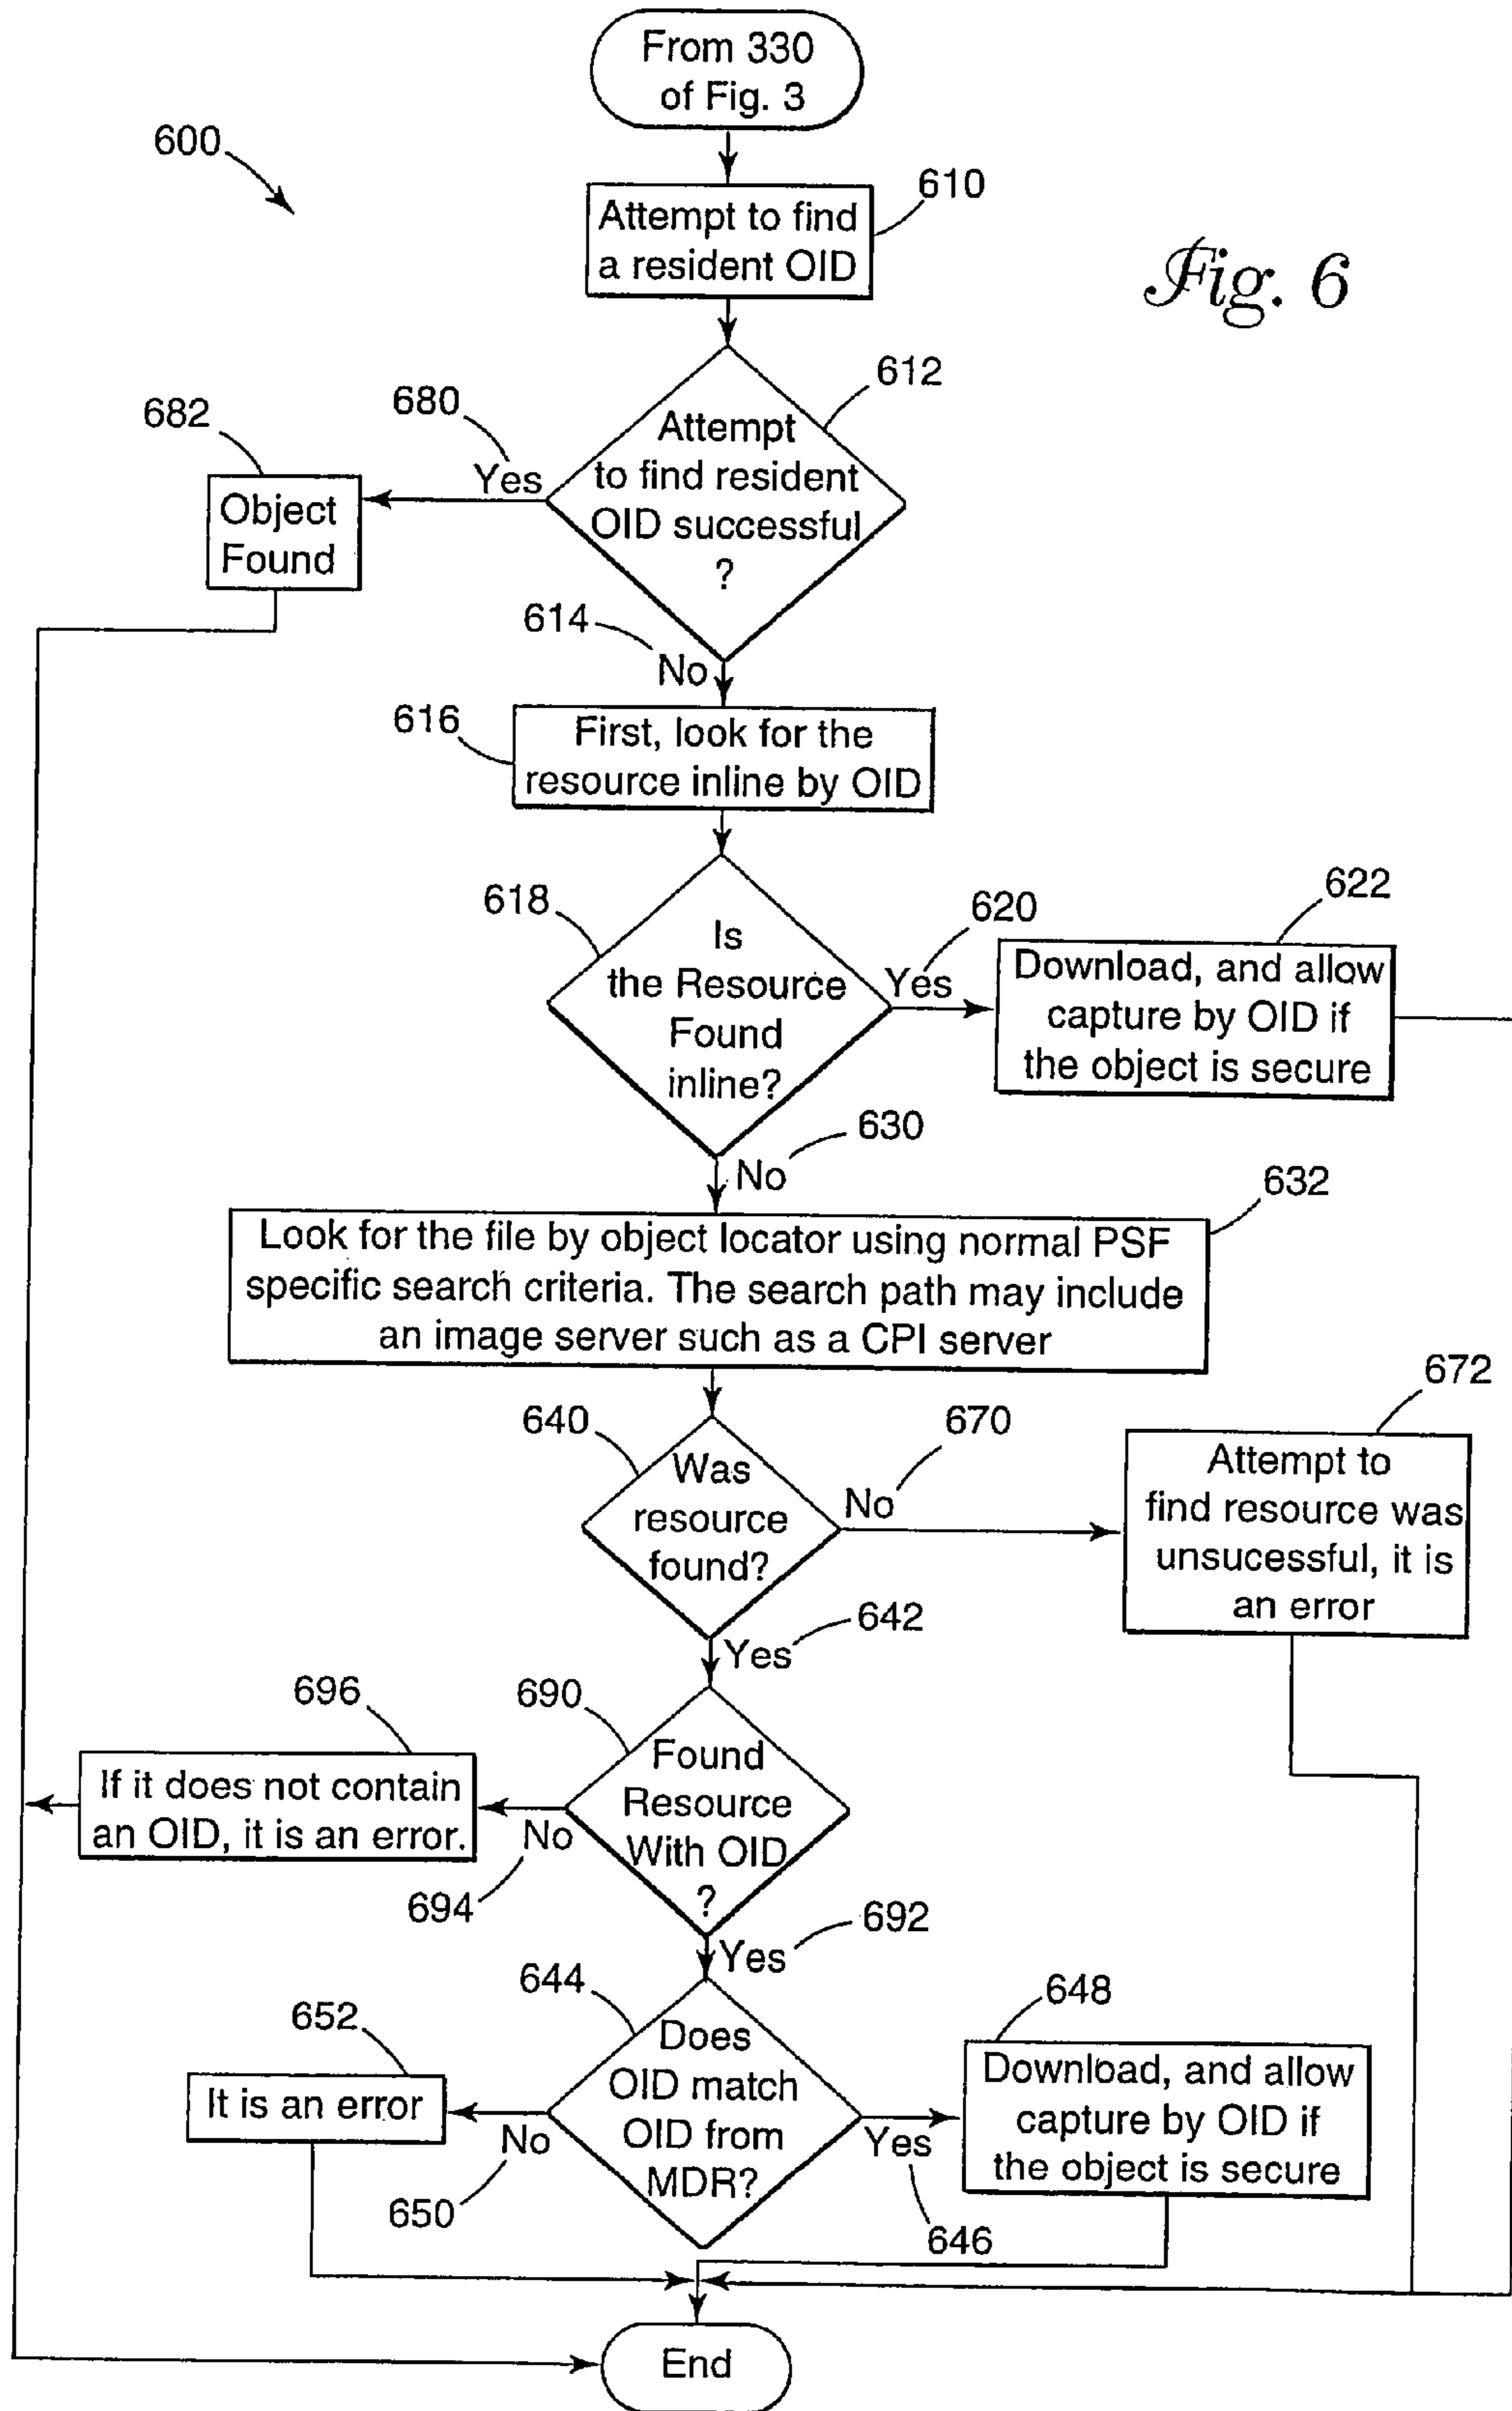 From 330
of Fig. 3
600
610
Attempt to find
a resident OID
Fig. 6
612
680
682
Attempt
to find resident
OID successful
?
Yes
Object
Found
614
No
616
First, look for the
resource inline by OID
618
620
622
Is
the Resource
Found
inline?
Yes
Download, and allow
capture by OID if
the object is secure
630
No
632
Look for the file by object locator using normal PSF
specific search criteria. The search path may include
an image server such as a CPI server
640
670
672
Was
resource
found?
No
Attempt to
find resource was
unsucessful, it is
an error
642
Yes
696
690
Found
Resource
With OID
?
If it does not contain
an OID, it is an error.
No
694
692
Yes
644
648
652
Does
OID match
OID from
MDR?
It is an error
No
650
Yes
646
Download, and allow
capture by OID if
the object is secure
End